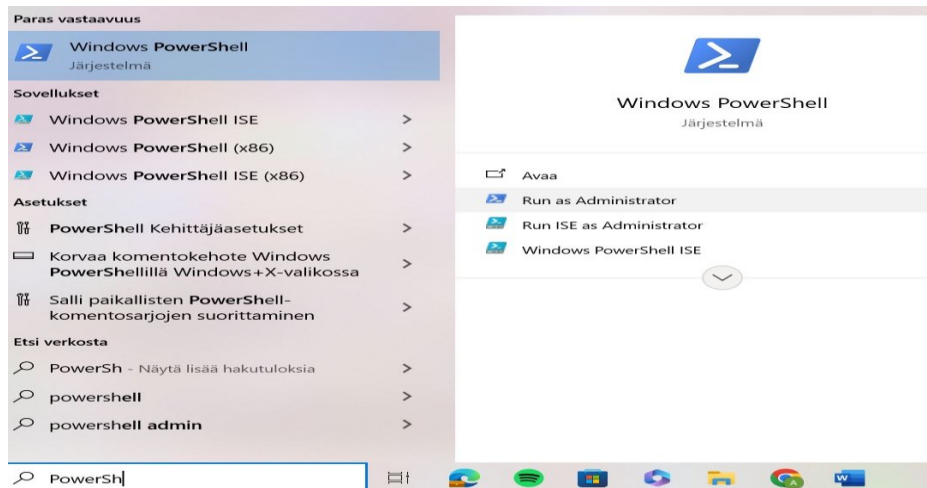 Paras vastaavuus
Windows PowerShell
Järjestelmä
Sovellukset
Windows PowerShell ISE
Windows PowerShell (x86)
Windows PowerShell ISE (x86)
Asetukset
PowerShell Kehittäjäasetukset
Korvaa komentokehote Windows
PowerShellillä Windows+X-valikossa
Salli paikallisten PowerShell-
komentosarjojen suorittaminen
Etsi verkosta
PowerSh - Näytä lisää hakutuloksia
powershell
powershell admin
PowerSh
Windows PowerShell
Järjestelmä
Avaa
Run as Administrator
Run ISE as Administrator
Windows PowerShell ISE